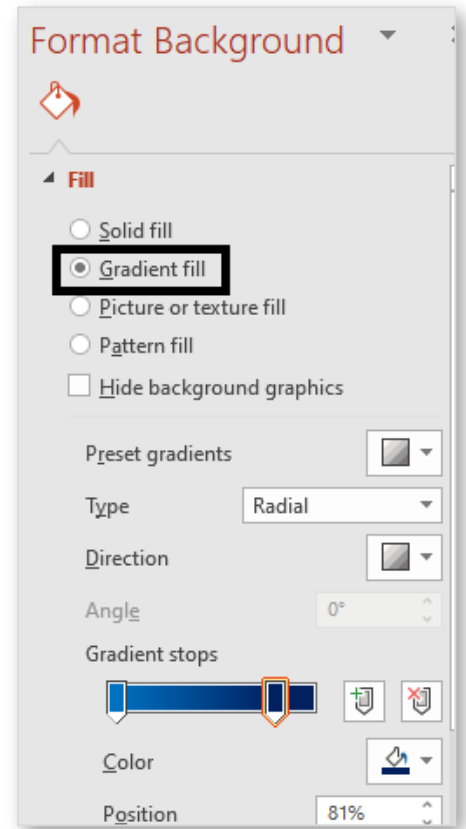 Format Background
Fill
Solid fill
Gradient fill
Picture or texture fill
Pattern fill
Hide background graphics
Preset gradients
Type Radial
Direction
Angle 0°
Gradient stops
Color
Position 81%